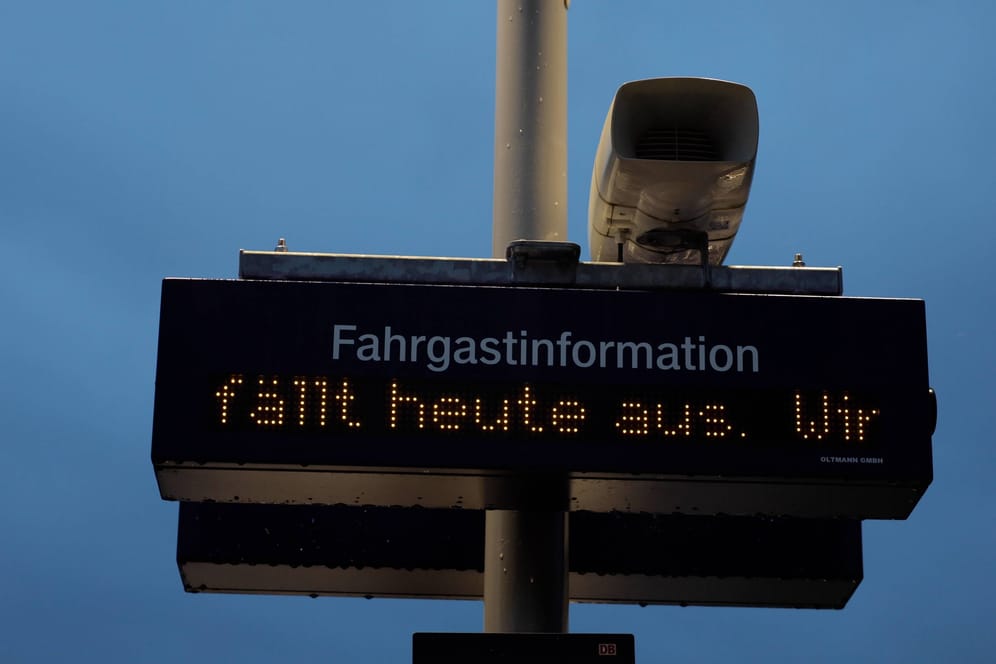 Fahrgastinformation
fällt heute aus. Wir
OLTMANN GMBH
DB